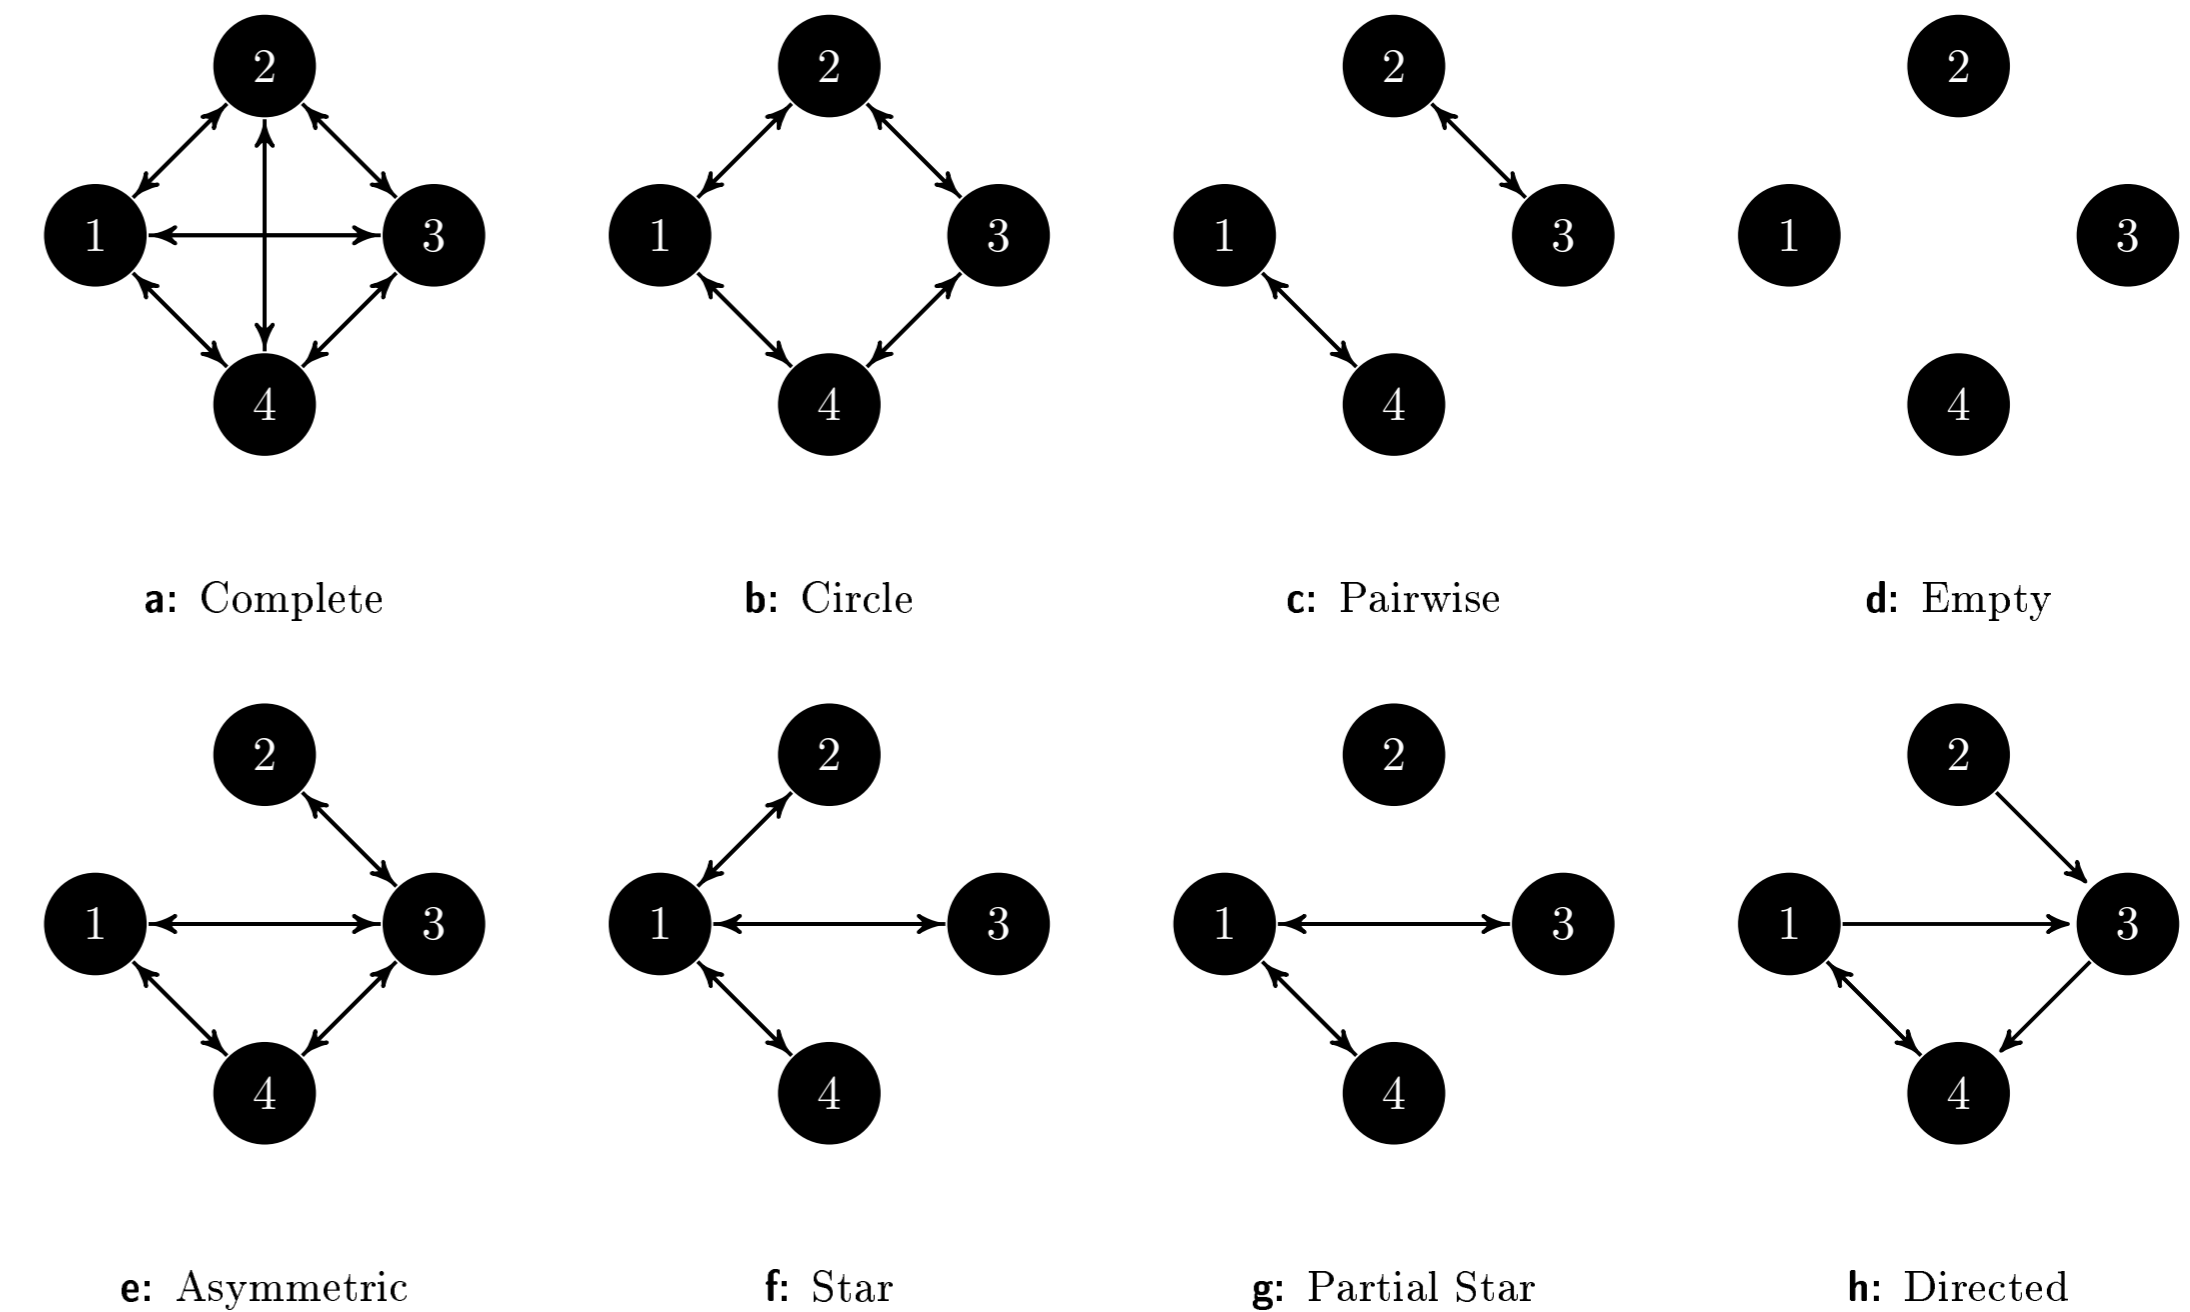 2 2 2 2
1 3 1 3 1 3 1 3
4 4 4 4
a: Complete b: Circle c: Pairwise d: Empty
2 2 2 2
1 3 1 3 1 3 1 3
4 4 4 4
e: Asymmetric f: Star g: Partial Star h: Directed